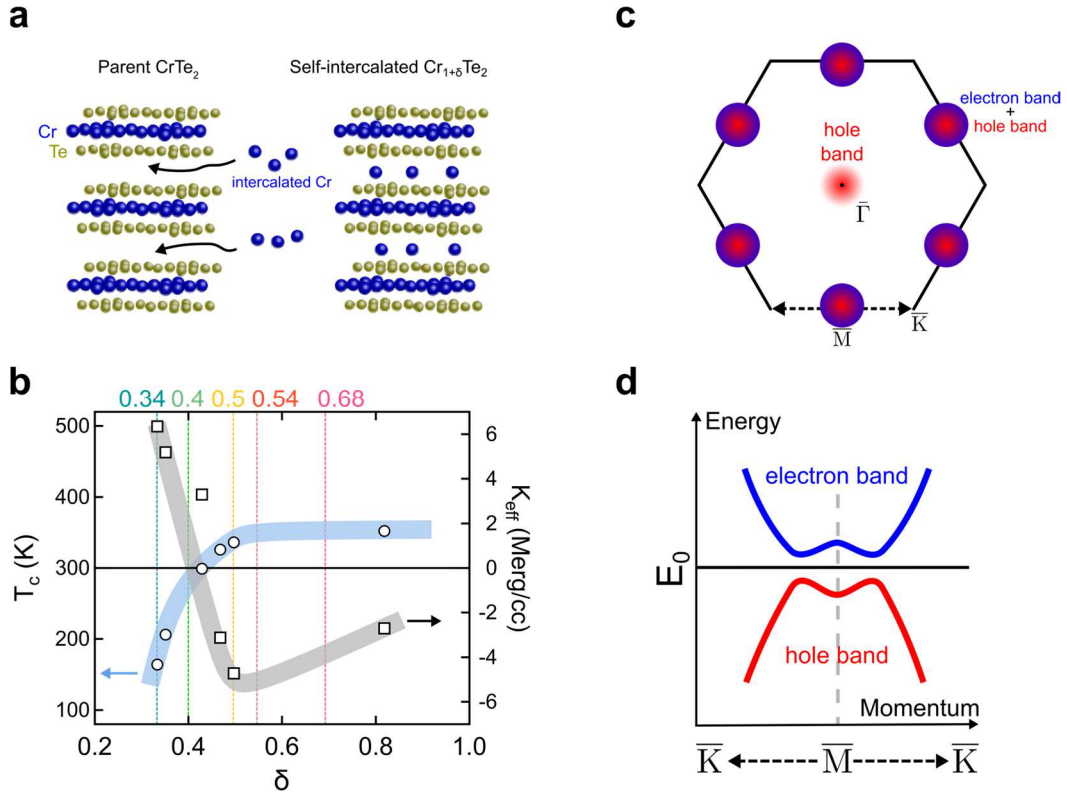 a
Parent CrTe₂
Self-intercalated Cr₁₊δTe₂
Cr
Te
intercalated Cr
b
0.34 0.4 0.5 0.54 0.68
500
400
300
200
100
T_c (K)
6
4
2
0
-2
-4
-6
K_eff (Merg/cc)
0.2 0.4 0.6 0.8 1.0
δ
c
electron band
+
hole band
hole
band
Γ̄
M̄
K̄
d
Energy
electron band
E₀
hole band
Momentum
K̄ M̄ K̄